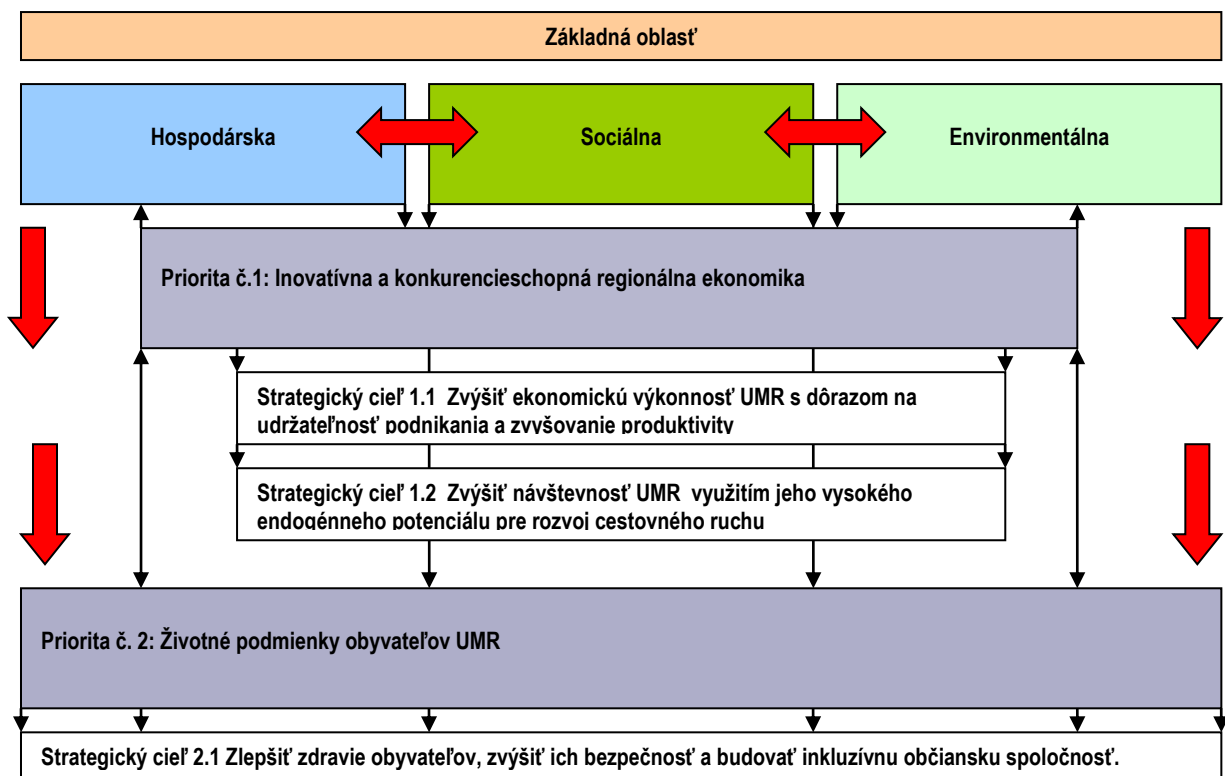 Základná oblasť
Hospodárska
Sociálna
Environmentálna
Priorita č.1: Inovatívna a konkurencieschopná regionálna ekonomika
Strategický cieľ 1.1 Zvýšiť ekonomickú výkonnosť UMR s dôrazom na
udržateľnosť podnikania a zvyšovanie produktivity
Strategický cieľ 1.2 Zvýšiť návštevnosť UMR využitím jeho vysokého
endogénneho potenciálu pre rozvoj cestovného ruchu
Priorita č. 2: Životné podmienky obyvateľov UMR
Strategický cieľ 2.1 Zlepšiť zdravie obyvateľov, zvýšiť ich bezpečnosť a budovať inkluzívnu občiansku spoločnosť.